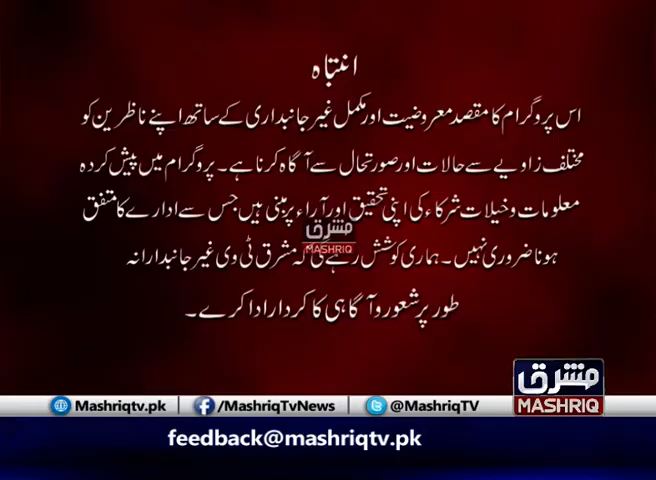 انتباہ
اس پروگرام کا مقصد معروضیت اور مکمل غیر جانبداری کے ساتھ اپنے ناظرین کو
مختلف زاویے سے حالات اور صورتحال سے آگاہ کرنا ہے۔ پروگرام میں پیش کردہ
معلومات و خیلات شرکاء کی اپنی تحقیق اور آراء پر مبنی ہیں جس سے ادارے کا متفق
مشرق
MASHRIQ
ہونا ضروری نہیں۔ ہماری کوشش رہے گی کہ مشرق ٹی وی غیر جانبدارانہ
طور پر شعور و آگاہی کا کردار ادا کرے۔
مشرق
MASHRIQ
Mashriqtv.pk /MashriqTvNews @MashriqTV
feedback@mashriqtv.pk